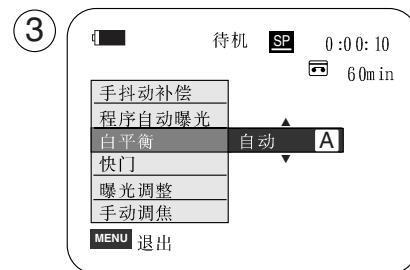 ③
待机 SP 0:00:10
60min
手抖动补偿
程序自动曝光
白平衡 自动 A
快门
曝光调整
手动调焦
MENU 退出